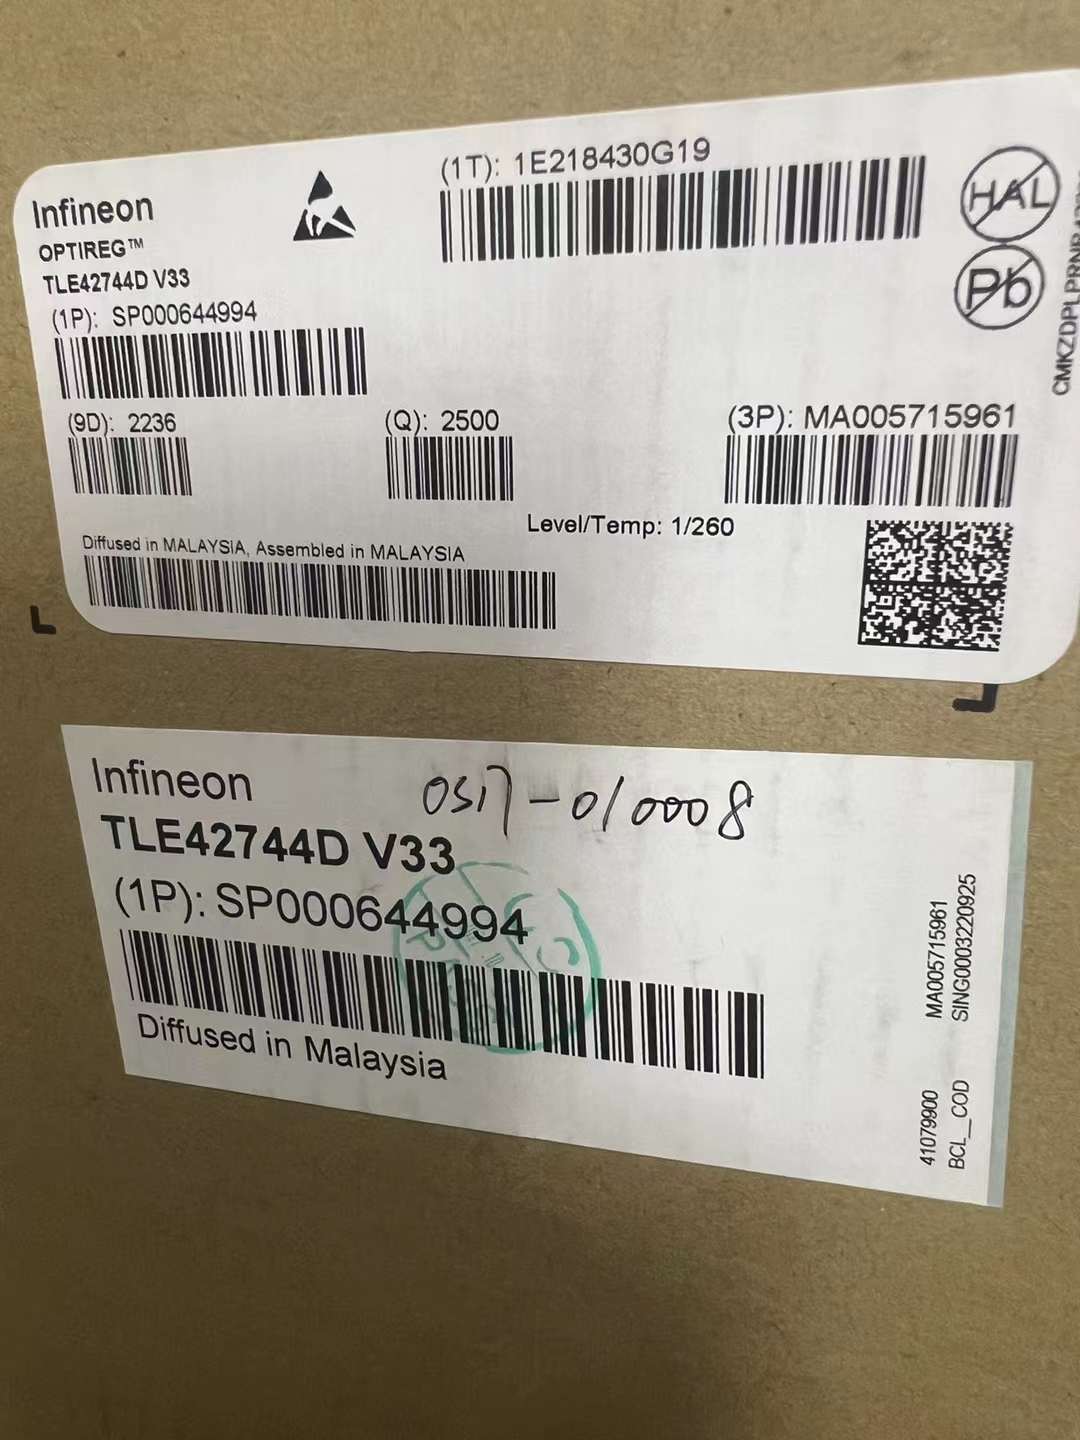 Infineon
OPTIREG™
TLE42744D V33
(1P): SP000644994
(1T): 1E218430G19
HAL
Pb
(9D): 2236
(Q): 2500
(3P): MA005715961
Level/Temp: 1/260
Diffused in MALAYSIA, Assembled in MALAYSIA
Infineon
0517-010008
TLE42744D V33
(1P): SP000644994
Diffused in Malaysia
MA005715961
SING0003220925
41079900
BCL__COD